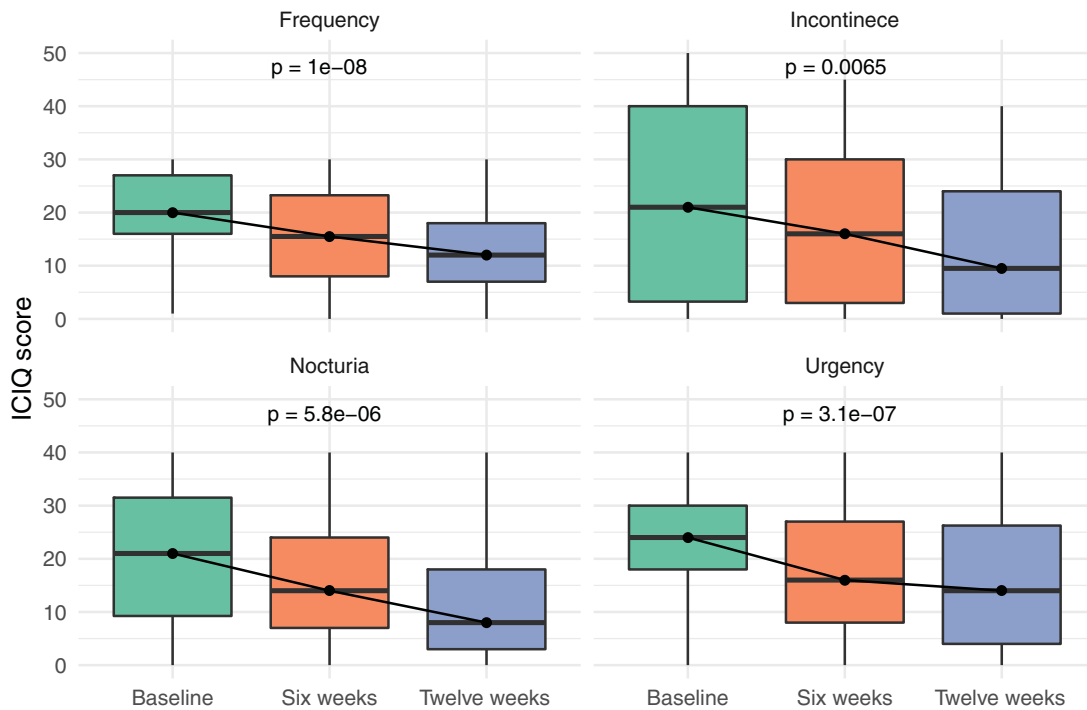 Frequency
Incontinece
p = 1e−08
p = 0.0065
50
40
30
20
10
0
Nocturia
Urgency
p = 5.8e−06
p = 3.1e−07
50
40
30
20
10
0
ICIQ score
Baseline
Six weeks
Twelve weeks
Baseline
Six weeks
Twelve weeks